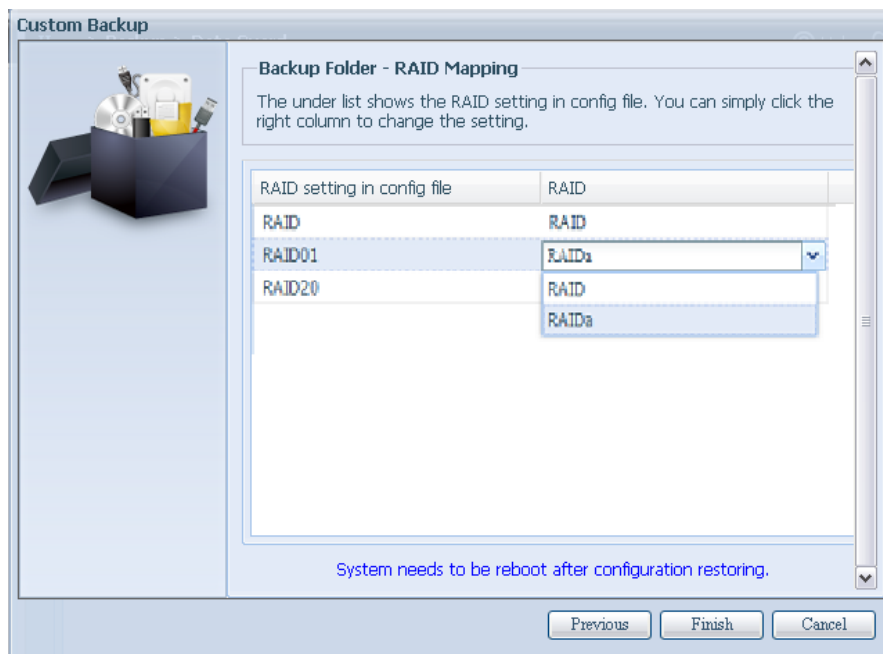 Custom Backup
Backup Folder - RAID Mapping
The under list shows the RAID setting in config file. You can simply click the
right column to change the setting.
RAID setting in config file RAID
RAID RAID
RAID01 RAIDa
RAID20 RAID
RAIDa
System needs to be reboot after configuration restoring.
Previous Finish Cancel